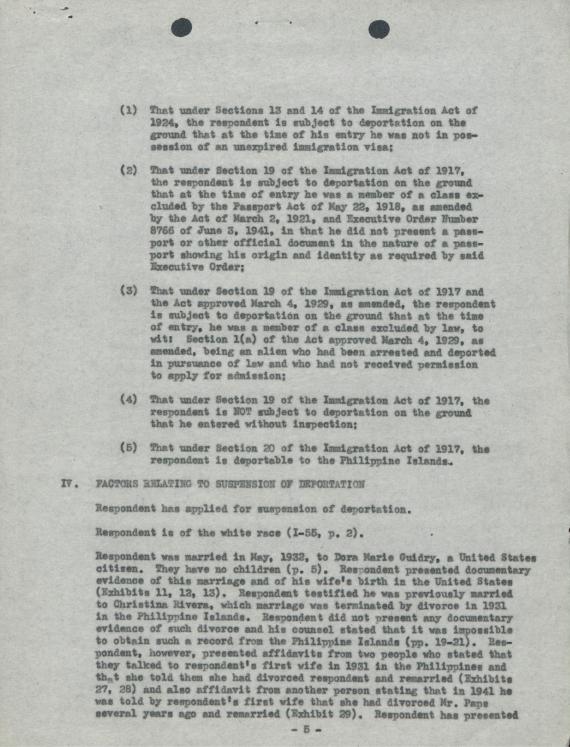 (1) That under Sections 13 and 14 of the Immigration Act of
1924, the respondent is subject to deportation on the
ground that at the time of his entry he was not in pos-
session of an unexpired immigration visa;
(2) That under Section 19 of the Immigration Act of 1917,
the respondent is subject to deportation on the ground
that at the time of entry he was a member of a class ex-
cluded by the Passport Act of May 22, 1918, as amended
by the Act of March 2, 1921, and Executive Order Number
8766 of June 3, 1941, in that he did not present a pass-
port or other official document in the nature of a pass-
port showing his origin and identity as required by said
Executive Order;
(3) That under Section 19 of the Immigration Act of 1917 and
the Act approved March 4, 1929, as amended, the respondent
is subject to deportation on the ground that at the time
of entry, he was a member of a class excluded by law, to
wit: Section 1(a) of the Act approved March 4, 1929, as
amended, being an alien who had been arrested and deported
in pursuance of law and who had not received permission
to apply for admission;
(4) That under Section 19 of the Immigration Act of 1917, the
respondent is NOT subject to deportation on the ground
that he entered without inspection;
(5) That under Section 20 of the Immigration Act of 1917, the
respondent is deportable to the Philippine Islands.
IV. FACTORS RELATING TO SUSPENSION OF DEPORTATION
Respondent has applied for suspension of deportation.
Respondent is of the white race (I-55, p. 2).
Respondent was married in May, 1932, to Dora Marie Guidry, a United States
citizen. They have no children (p. 5). Respondent presented documentary
evidence of this marriage and of his wife's birth in the United States
(Exhibits 11, 12, 13). Respondent testified he was previously married
to Christina Rivera, which marriage was terminated by divorce in 1931
in the Philippine Islands. Respondent did not present any documentary
evidence of such divorce and his counsel stated that it was impossible
to obtain such a record from the Philippine Islands (pp. 19-21). Res-
pondent, however, presented affidavits from two people who stated that
they talked to respondent's first wife in 1931 in the Philippines and
that she told them she had divorced respondent and remarried (Exhibits
27, 28) and also affidavit from another person stating that in 1941 he
was told by respondent's first wife that she had divorced Mr. Paps
several years ago and remarried (Exhibit 29). Respondent has presented
- 5 -